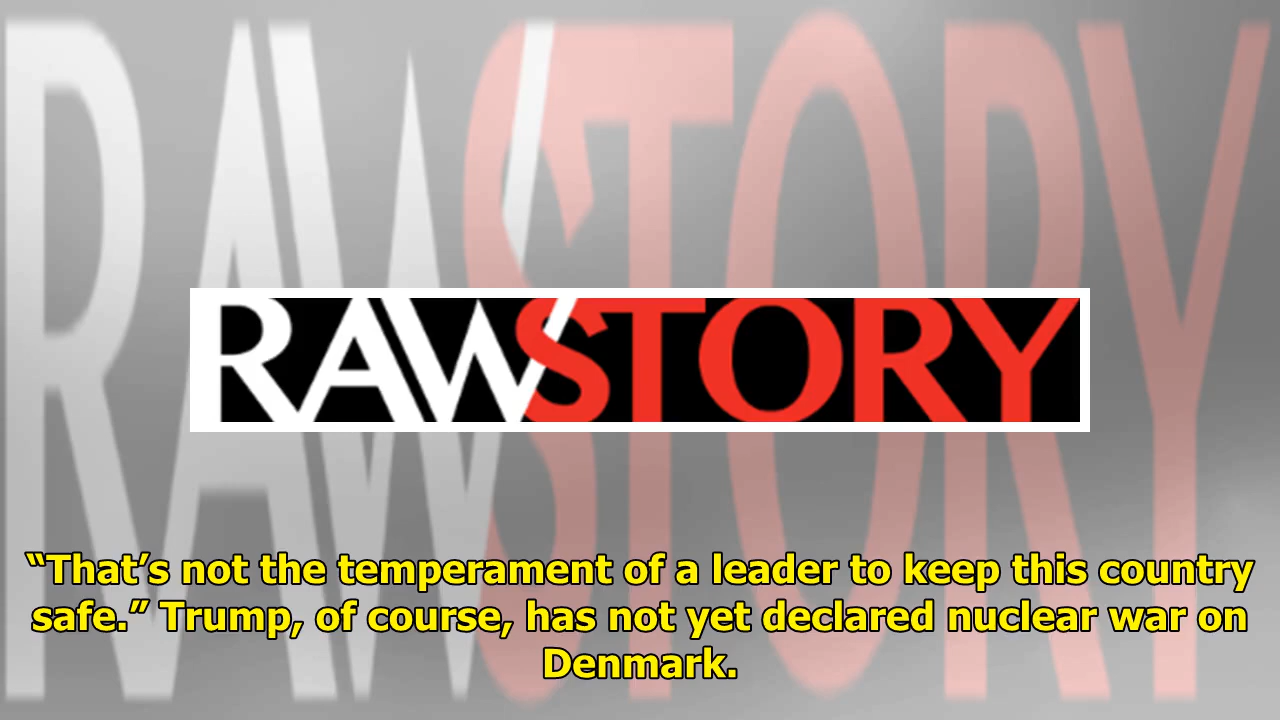 RAWSTORY
RAWSTORY
“That’s not the temperament of a leader to keep this country
safe.” Trump, of course, has not yet declared nuclear war on
Denmark.